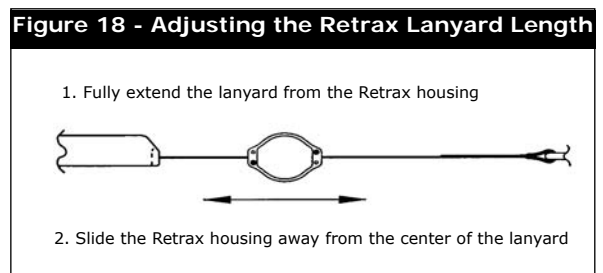 Figure 18 - Adjusting the Retrax Lanyard Length
1. Fully extend the lanyard from the Retrax housing
2. Slide the Retrax housing away from the center of the lanyard